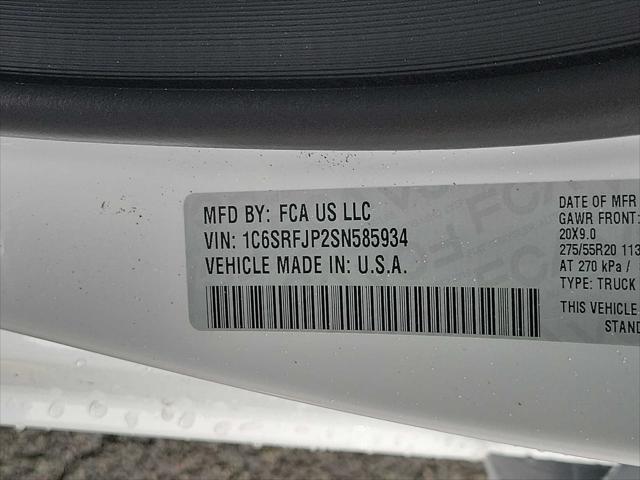 MFD BY: FCA US LLC
VIN: 1C6SRFJP2SN585934
VEHICLE MADE IN: U.S.A.
DATE OF MFR
GAWR FRONT:
20X9.0
275/55R20 113
AT 270 kPa /
TYPE: TRUCK
THIS VEHICLE
STAND